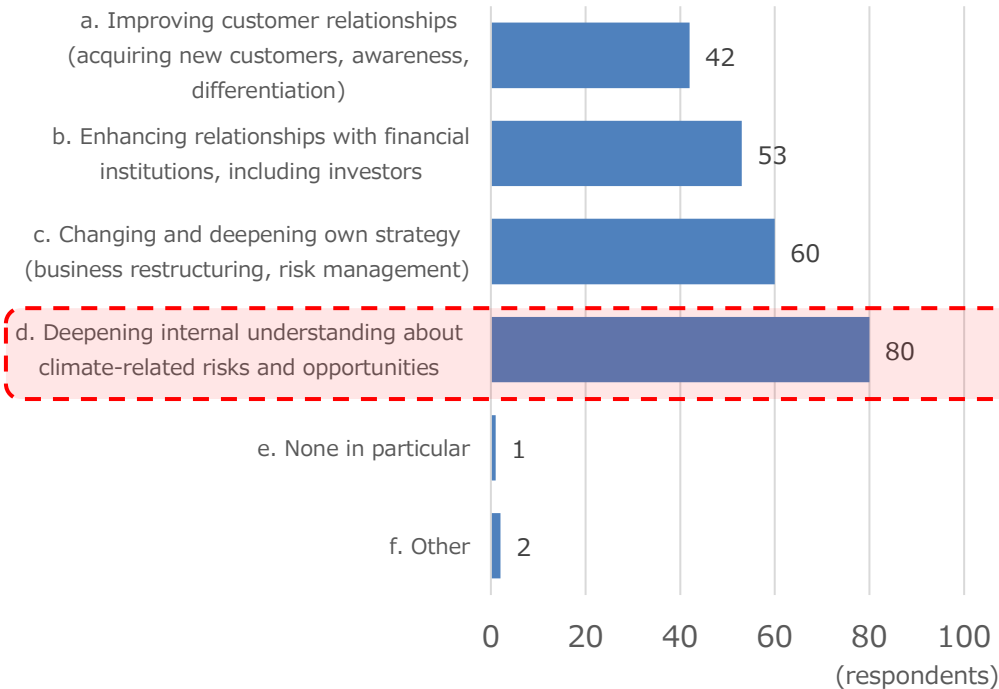 a. Improving customer relationships
(acquiring new customers, awareness,
differentiation)
42
b. Enhancing relationships with financial
institutions, including investors
53
c. Changing and deepening own strategy
(business restructuring, risk management)
60
d. Deepening internal understanding about
climate-related risks and opportunities
80
e. None in particular
1
f. Other
2
0 20 40 60 80 100
(respondents)